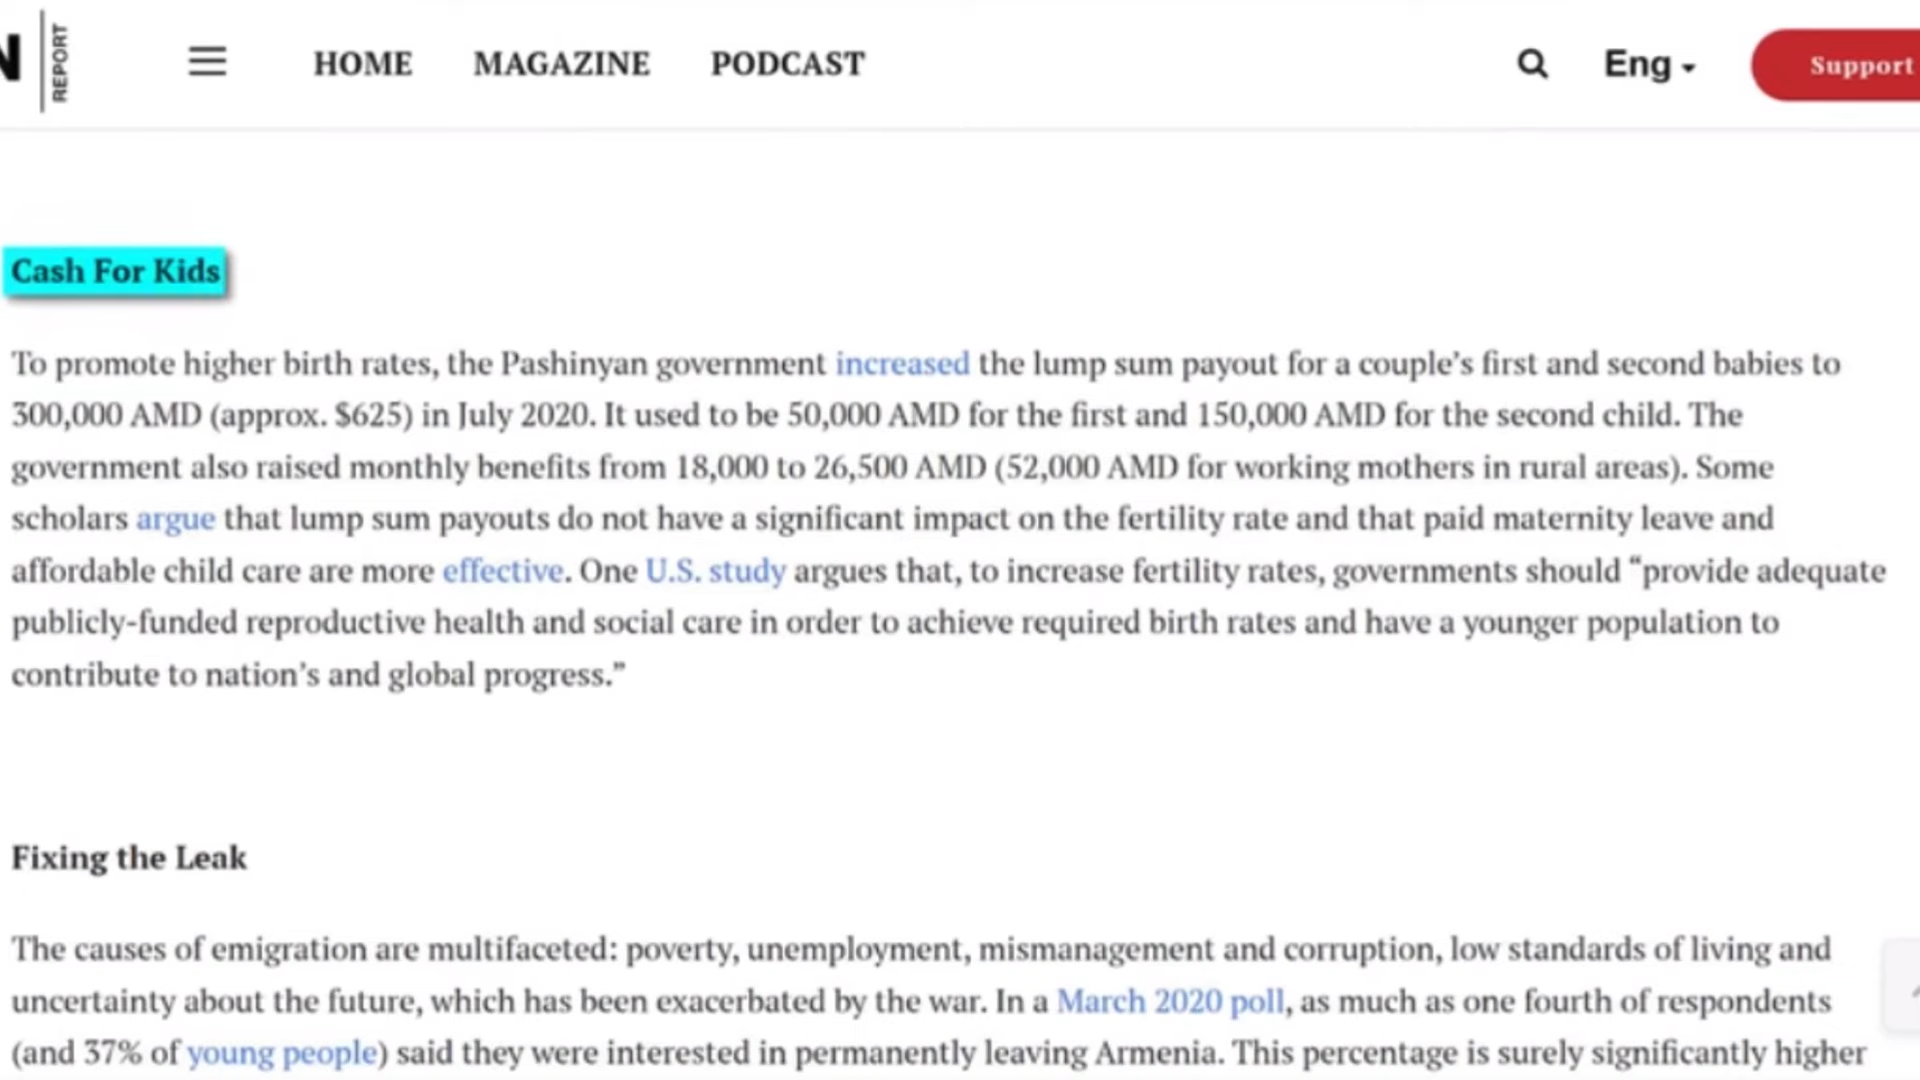 N
REPORT
HOME MAGAZINE PODCAST Eng Support
Cash For Kids
To promote higher birth rates, the Pashinyan government increased the lump sum payout for a couple’s first and second babies to
300,000 AMD (approx. $625) in July 2020. It used to be 50,000 AMD for the first and 150,000 AMD for the second child. The
government also raised monthly benefits from 18,000 to 26,500 AMD (52,000 AMD for working mothers in rural areas). Some
scholars argue that lump sum payouts do not have a significant impact on the fertility rate and that paid maternity leave and
affordable child care are more effective. One U.S. study argues that, to increase fertility rates, governments should “provide adequate
publicly-funded reproductive health and social care in order to achieve required birth rates and have a younger population to
contribute to nation’s and global progress.”
Fixing the Leak
The causes of emigration are multifaceted: poverty, unemployment, mismanagement and corruption, low standards of living and
uncertainty about the future, which has been exacerbated by the war. In a March 2020 poll, as much as one fourth of respondents
(and 37% of young people) said they were interested in permanently leaving Armenia. This percentage is surely significantly higher